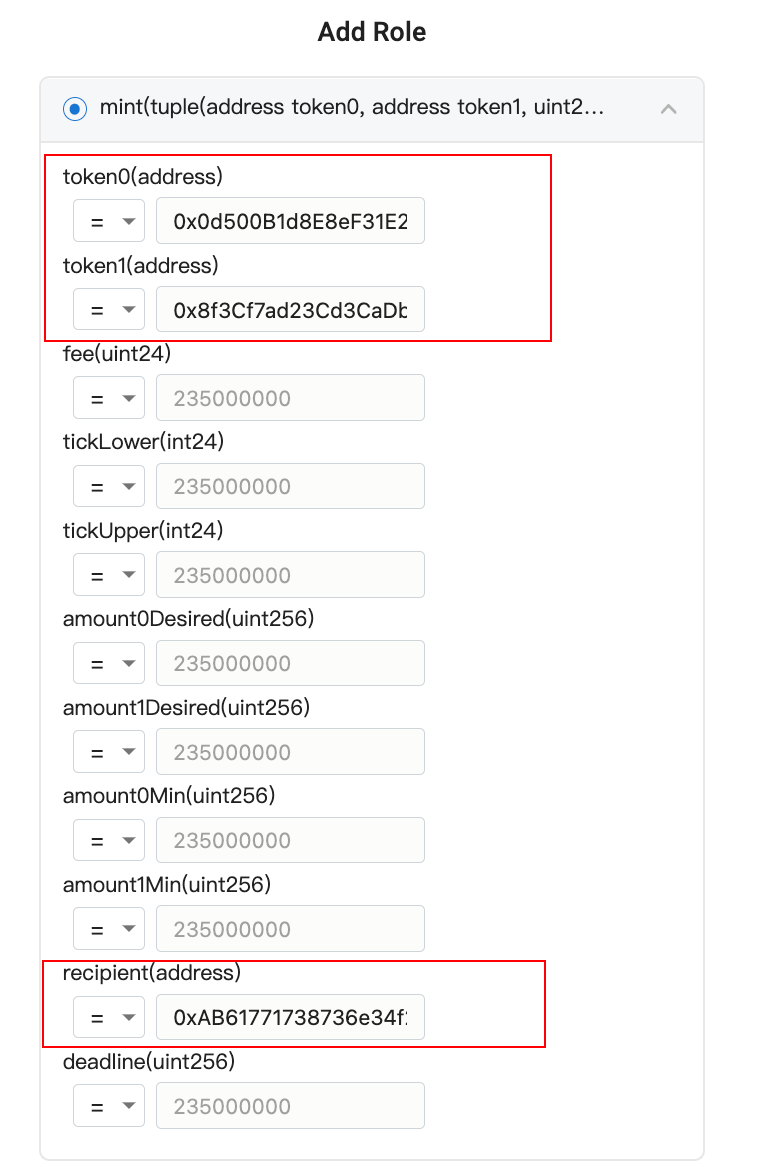 Add Role
mint(tuple(address token0, address token1, uint2...
token0(address)
= 0x0d500B1d8E8eF31E2
token1(address)
= 0x8f3Cf7ad23Cd3CaDb
fee(uint24)
= 235000000
tickLower(int24)
= 235000000
tickUpper(int24)
= 235000000
amount0Desired(uint256)
= 235000000
amount1Desired(uint256)
= 235000000
amount0Min(uint256)
= 235000000
amount1Min(uint256)
= 235000000
recipient(address)
= 0xAB61771738736e34f
deadline(uint256)
= 235000000